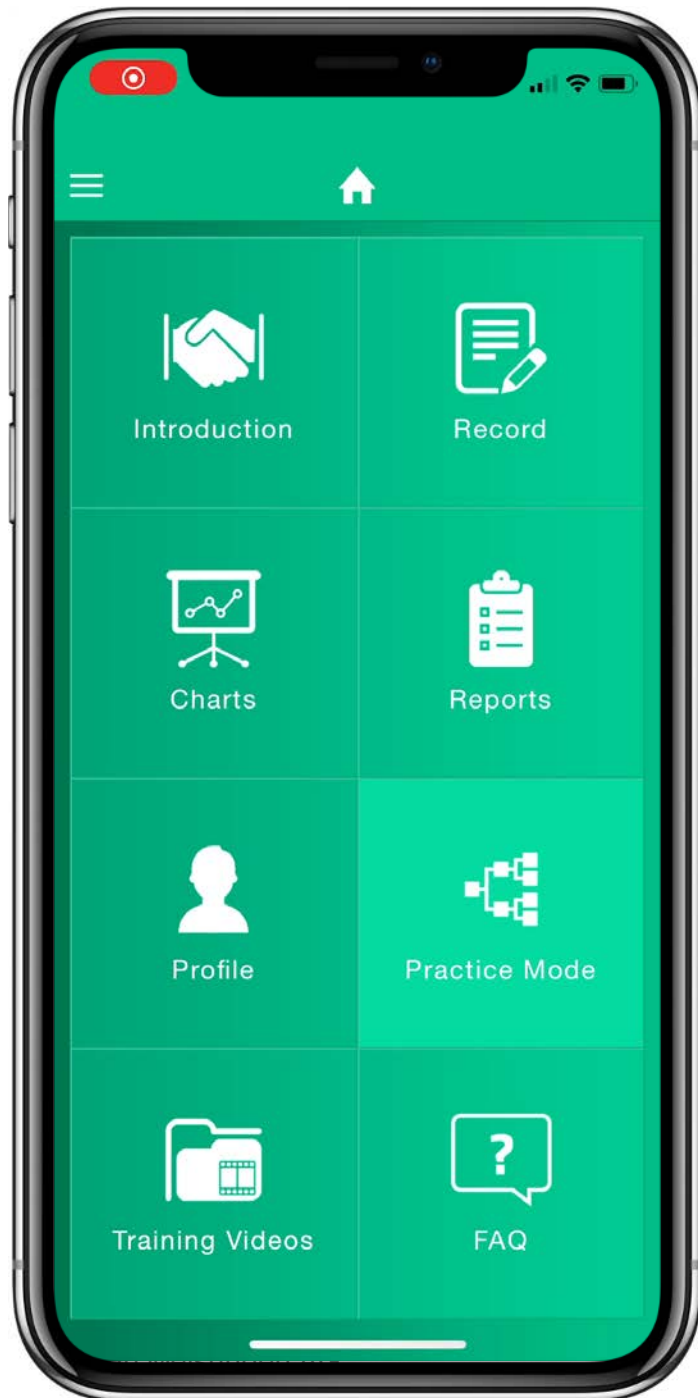 Introduction
Record
Charts
Reports
Profile
Practice Mode
Training Videos
?
FAQ